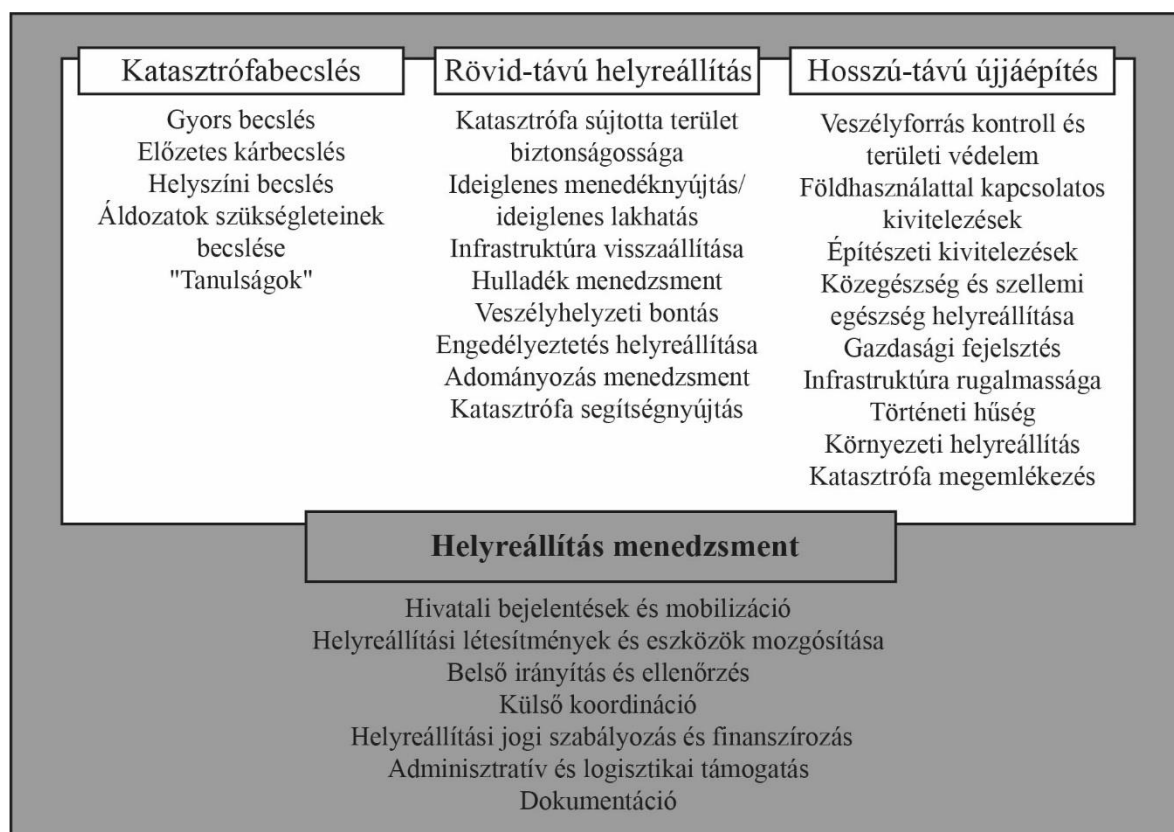 Katasztrófabecslés
Gyors becslés
Előzetes kárbecslés
Helyszíni becslés
Áldozatok szükségleteinek
becslése
"Tanulságok"
Rövid-távú helyreállítás
Katasztrófa sújtotta terület
biztonságossága
Ideiglenes menedéknyújtás/
ideiglenes lakhatás
Infrastruktúra visszaállítása
Hulladék menedzsment
Veszélyhelyzeti bontás
Engedélyeztetés helyreállítása
Adományozás menedzsment
Katasztrófa segítségnyújtás
Hosszú-távú újjáépítés
Veszélyforrás kontroll és
területi védelem
Földhasználattal kapcsolatos
kivitelezések
Építészeti kivitelezések
Közegészség és szellemi
egészség helyreállítása
Gazdasági fejelsztés
Infrastruktúra rugalmassága
Történeti hűség
Környezeti helyreállítás
Katasztrófa megemlékezés
Helyreállítás menedzsment
Hivatali bejelentések és mobilizáció
Helyreállítási létesítmények és eszközök mozgósítása
Belső irányítás és ellenőrzés
Külső koordináció
Helyreállítási jogi szabályozás és finanszírozás
Adminisztratív és logisztikai támogatás
Dokumentáció